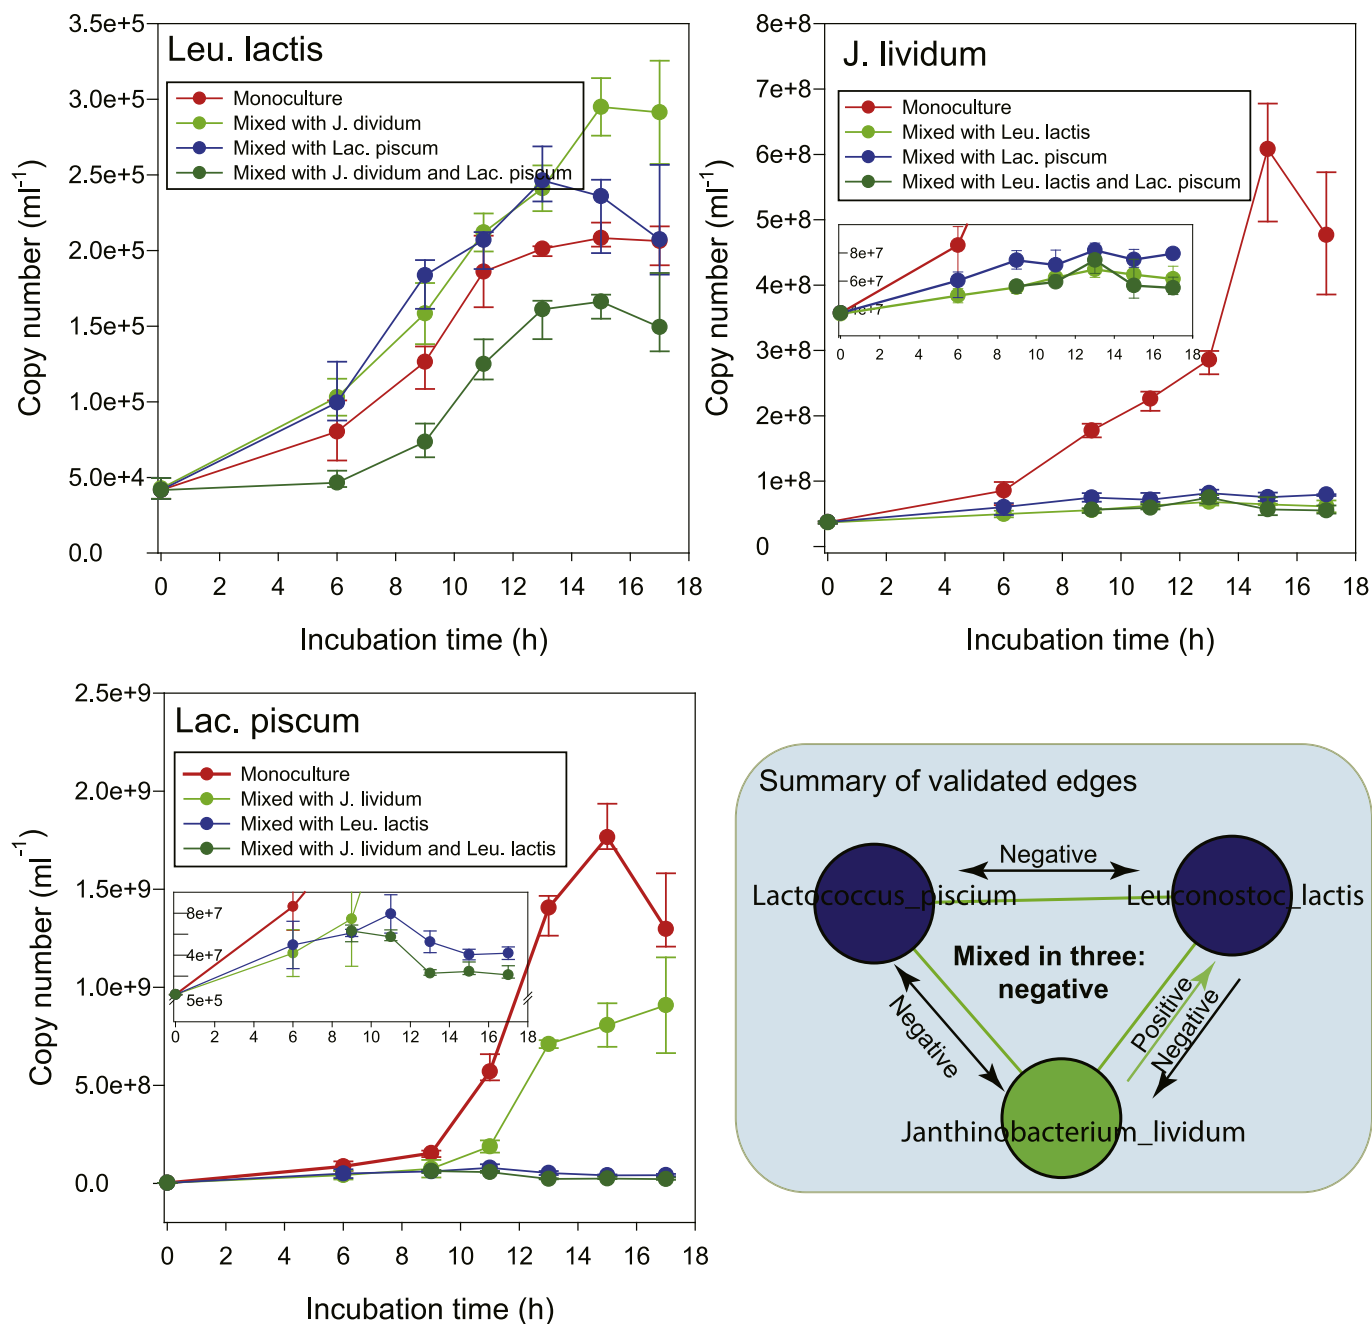 Leu. lactis
Monoculture
Mixed with J. dividum
Mixed with Lac. piscum
Mixed with J. dividum and Lac. piscum
3.5e+5
3.0e+5
2.5e+5
2.0e+5
1.5e+5
1.0e+5
5.0e+4
0.0
Copy number (ml⁻¹)
0 2 4 6 8 10 12 14 16 18
Incubation time (h)
J. lividum
Monoculture
Mixed with Leu. lactis
Mixed with Lac. piscum
Mixed with Leu. lactis and Lac. piscum
8e+8
7e+8
6e+8
5e+8
4e+8
3e+8
2e+8
1e+8
0
Copy number (ml⁻¹)
8e+7
6e+7
4e+7
0 2 4 6 8 10 12 14 16 18
0 2 4 6 8 10 12 14 16 18
Incubation time (h)
Lac. piscum
Monoculture
Mixed with J. lividum
Mixed with Leu. lactis
Mixed with J. lividum and Leu. lactis
2.5e+9
2.0e+9
1.5e+9
1.0e+9
5.0e+8
0.0
Copy number (ml⁻¹)
8e+7
4e+7
5e+5
0 2 4 6 8 10 12 14 16 18
0 2 4 6 8 10 12 14 16 18
Incubation time (h)
Summary of validated edges
Negative
Lactococcus_piscium
Leuconostoc_lactis
Mixed in three:
negative
Negative
Positive
Negative
Janthinobacterium_lividum